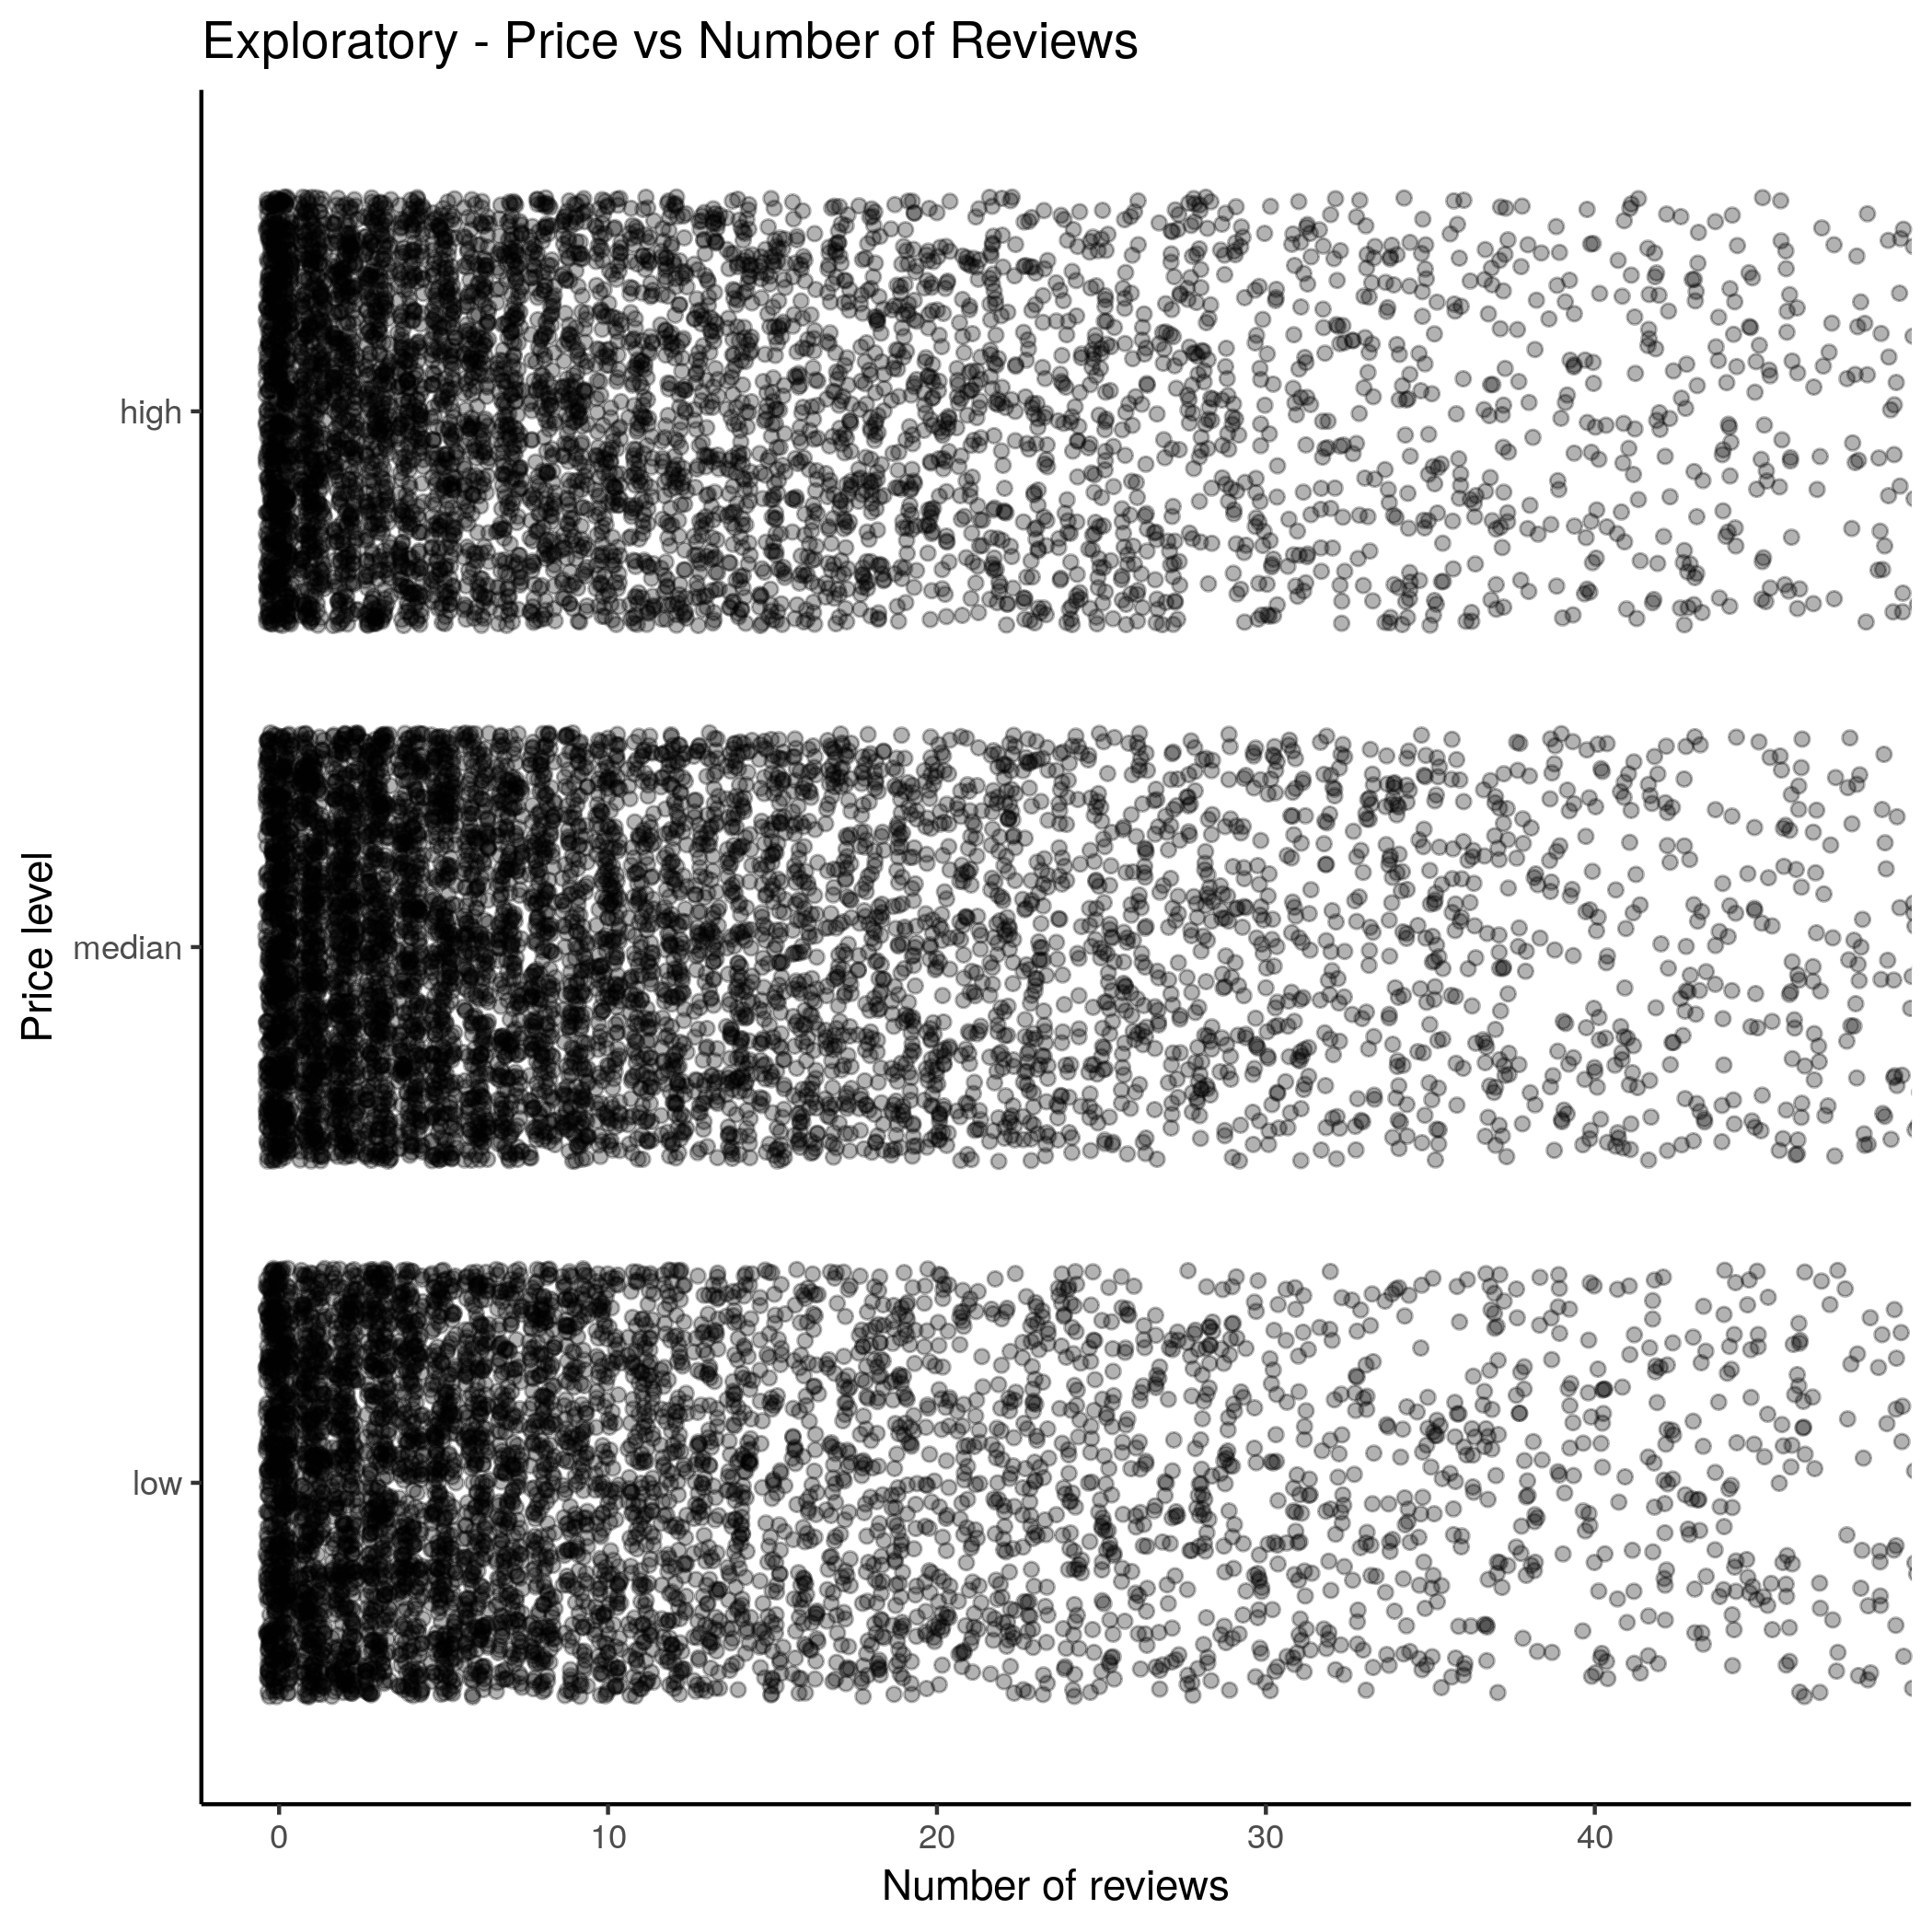 Exploratory - Price vs Number of Reviews
high
median
low
Price level
0 10 20 30 40
Number of reviews